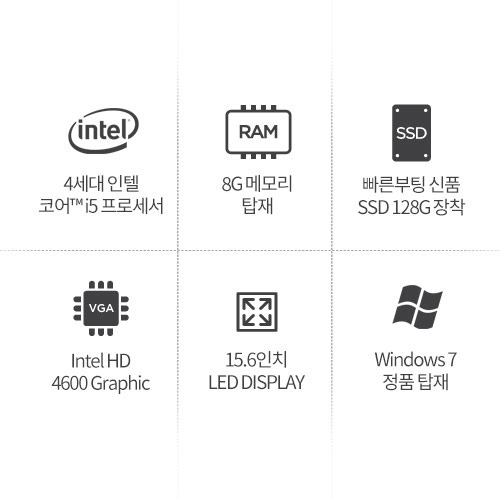 intel
4세대 인텔
코어™ i5 프로세서
RAM
8G 메모리
탑재
SSD
빠른부팅 신품
SSD 128G 장착
VGA
Intel HD
4600 Graphic
15.6인치
LED DISPLAY
Windows 7
정품 탑재